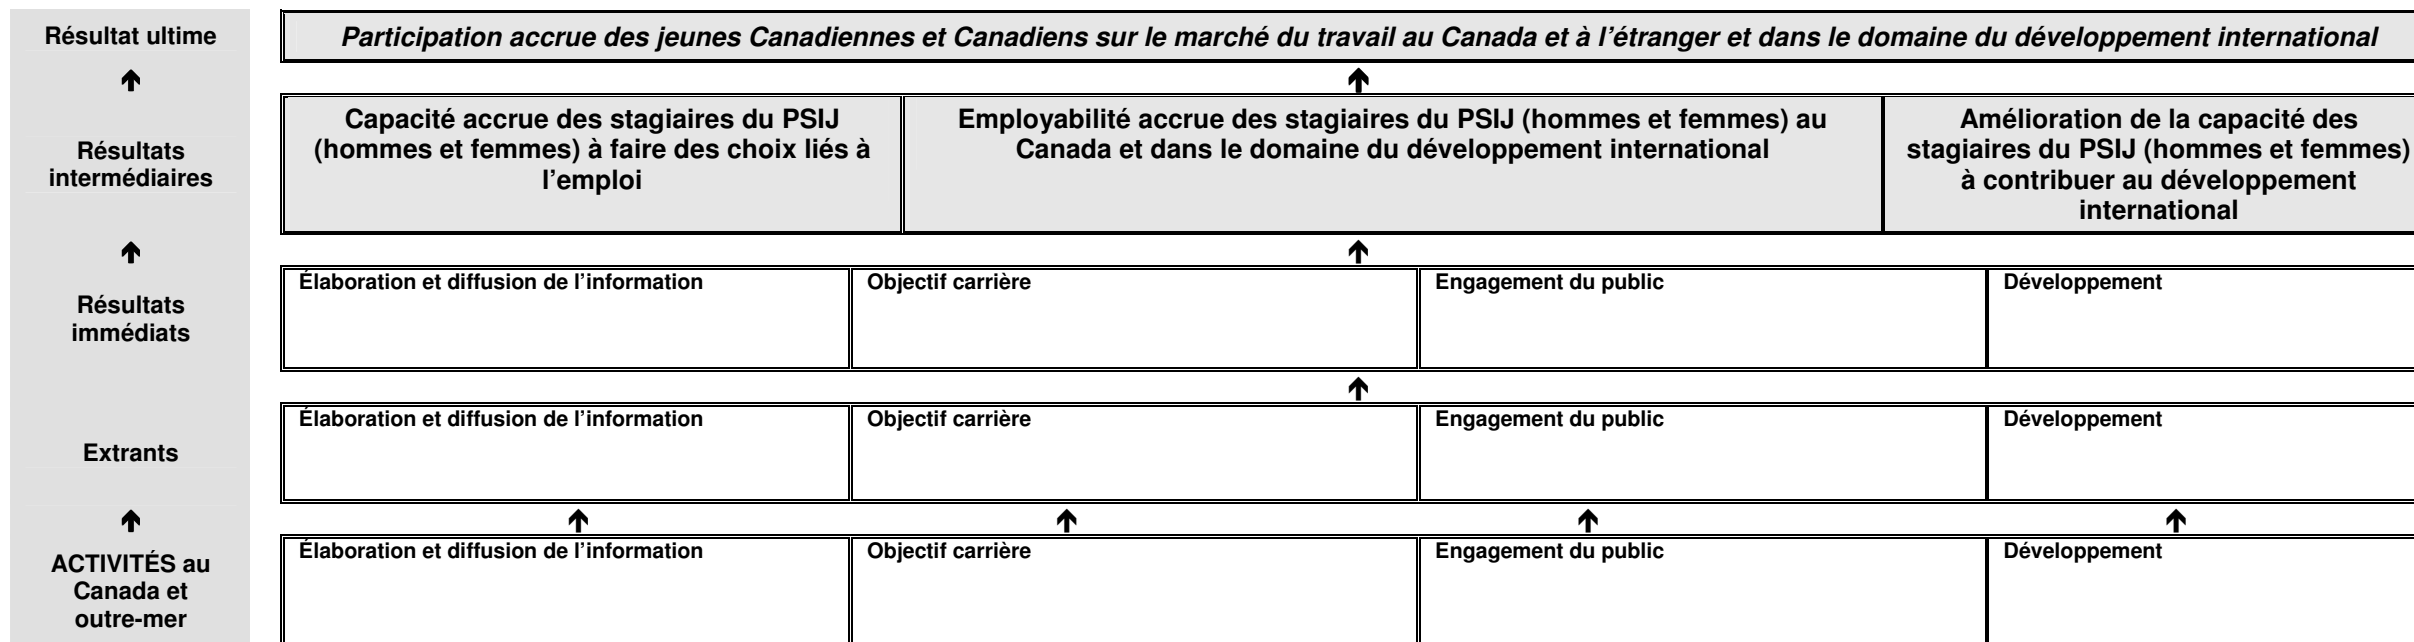 Résultat ultime
Participation accrue des jeunes Canadiennes et Canadiens sur le marché du travail au Canada et à l'étranger et dans le domaine du développement international
Résultats
intermédiaires
Capacité accrue des stagiaires du PSIJ
(hommes et femmes) à faire des choix liés à
l'emploi
Employabilité accrue des stagiaires du PSIJ (hommes et femmes) au
Canada et dans le domaine du développement international
Amélioration de la capacité des
stagiaires du PSIJ (hommes et femmes)
à contribuer au développement
international
Résultats
immédiats
Élaboration et diffusion de l'information
Objectif carrière
Engagement du public
Développement
Extrants
Élaboration et diffusion de l'information
Objectif carrière
Engagement du public
Développement
ACTIVITÉS au
Canada et
outre-mer
Élaboration et diffusion de l'information
Objectif carrière
Engagement du public
Développement